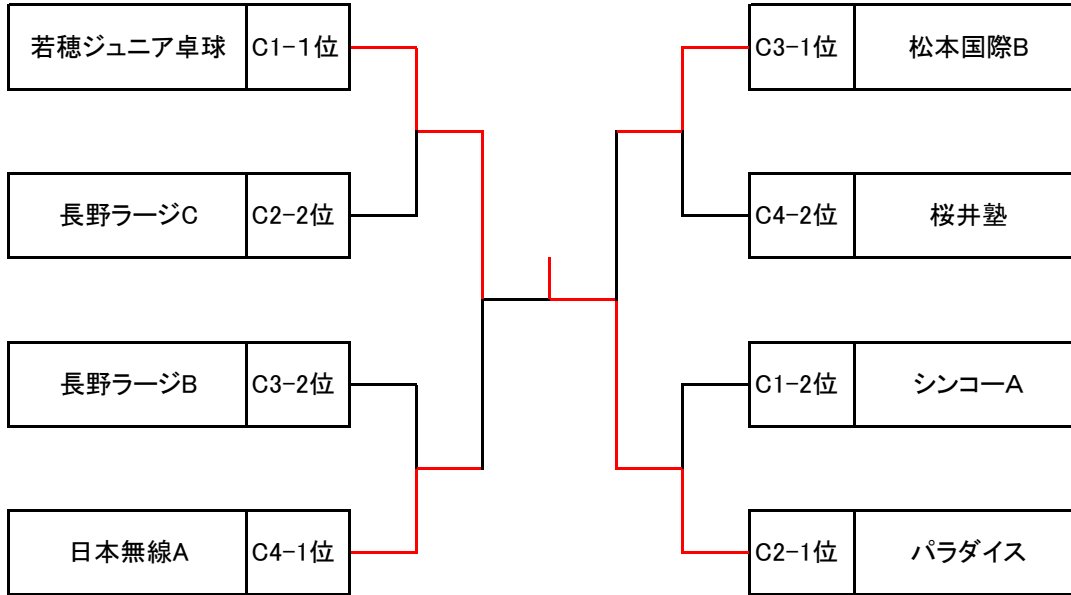 若穂ジュニア卓球 C1-1位
長野ラージC C2-2位
長野ラージB C3-2位
日本無線A C4-1位
C3-1位 松本国際B
C4-2位 桜井塾
C1-2位 シンコーA
C2-1位 パラダイス